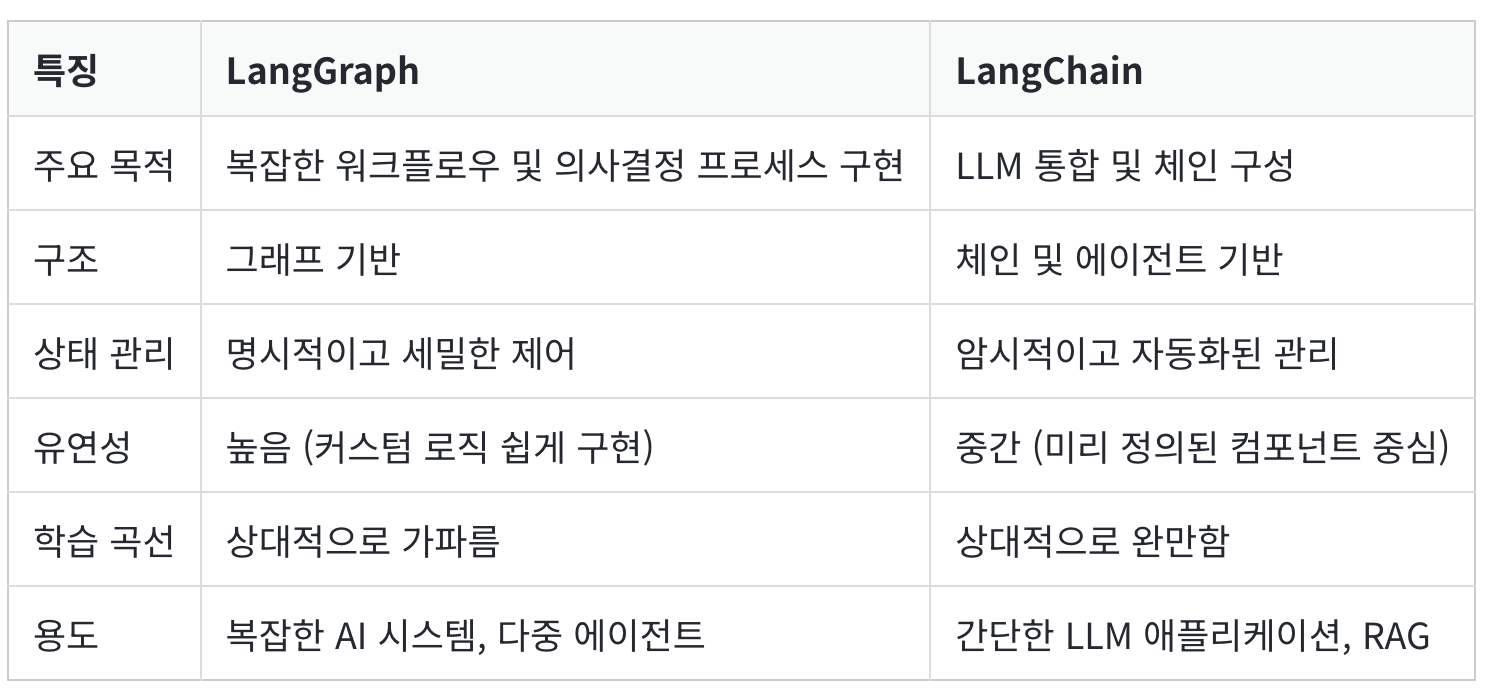 특징 LangGraph LangChain
주요 목적 복잡한 워크플로우 및 의사결정 프로세스 구현 LLM 통합 및 체인 구성
구조 그래프 기반 체인 및 에이전트 기반
상태 관리 명시적이고 세밀한 제어 암시적이고 자동화된 관리
유연성 높음 (커스텀 로직 쉽게 구현) 중간 (미리 정의된 컴포넌트 중심)
학습 곡선 상대적으로 가파름 상대적으로 완만함
용도 복잡한 AI 시스템, 다중 에이전트 간단한 LLM 애플리케이션, RAG